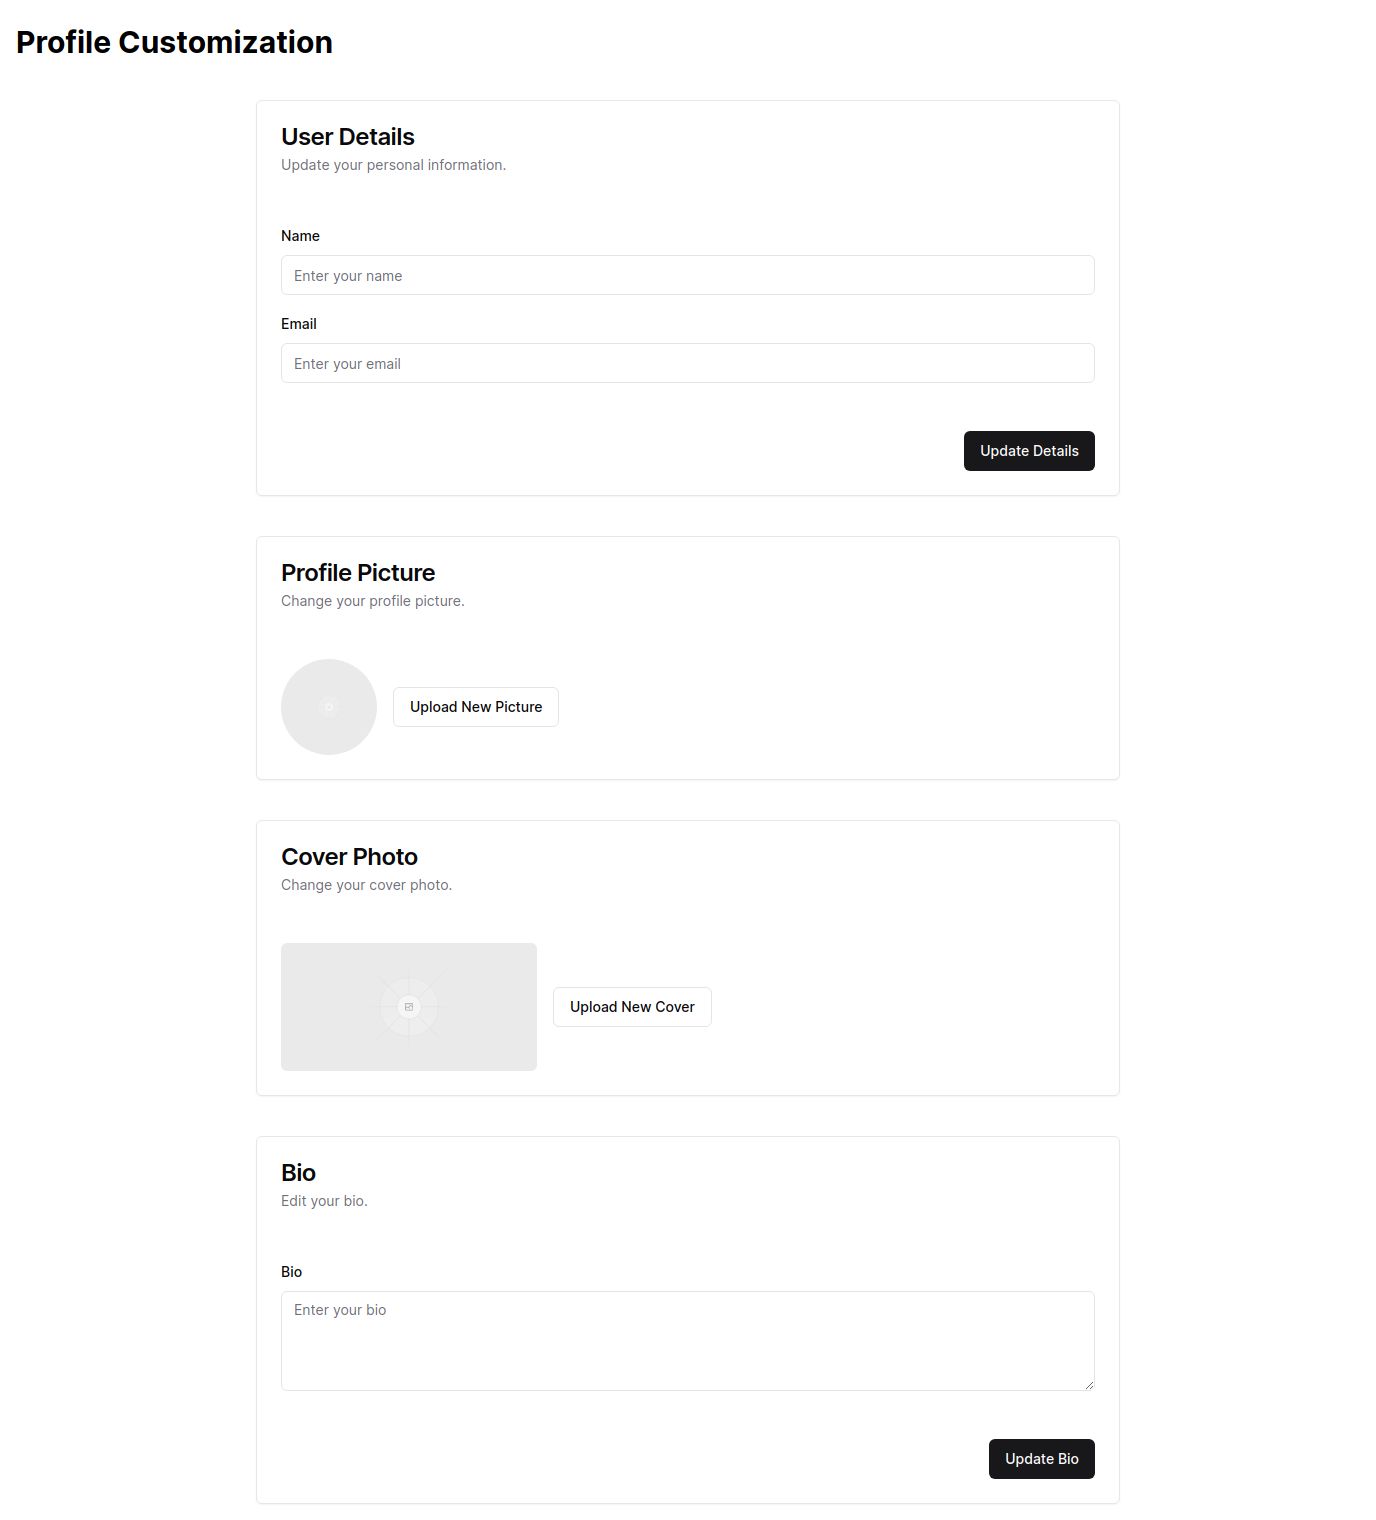 Profile Customization
User Details
Update your personal information.
Name
Enter your name
Email
Enter your email
Update Details
Profile Picture
Change your profile picture.
Upload New Picture
Cover Photo
Change your cover photo.
Upload New Cover
Bio
Edit your bio.
Bio
Enter your bio
Update Bio